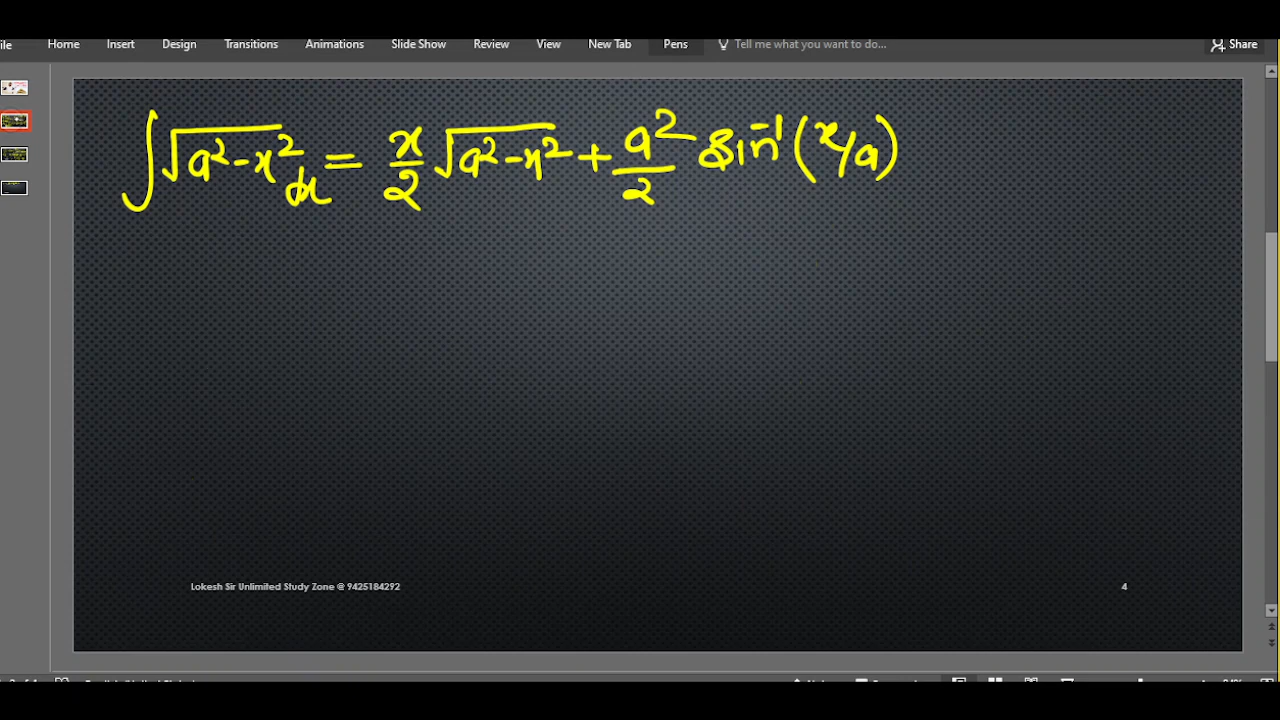 ile Home Insert Design Transitions Animations Slide Show Review View New Tab Pens Tell me what you want to do... Share
∫√(a²-x²) dx = x/2 √(a²-x²) + a²/2 sin⁻¹(x/a)
Lokesh Sir Unlimited Study Zone @ 9425184292 4